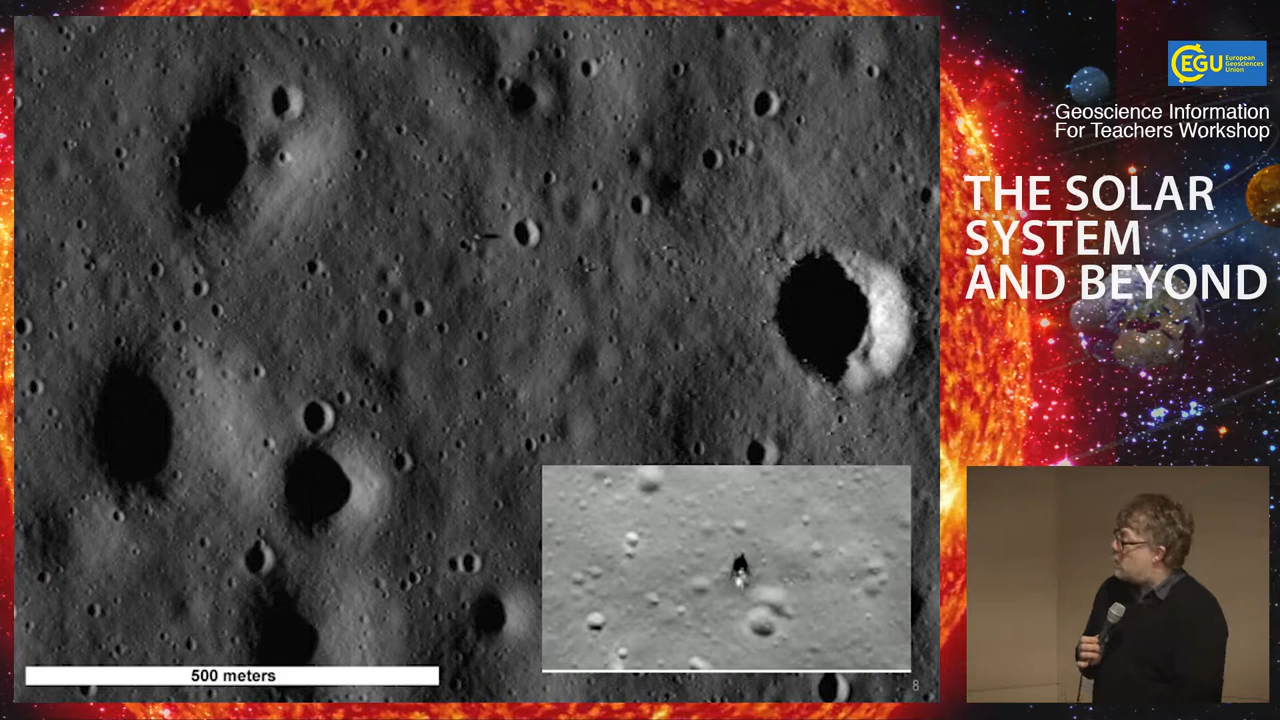 EGU European
Geosciences
Union
Geoscience Information
For Teachers Workshop
THE SOLAR
SYSTEM
AND BEYOND
500 meters
8